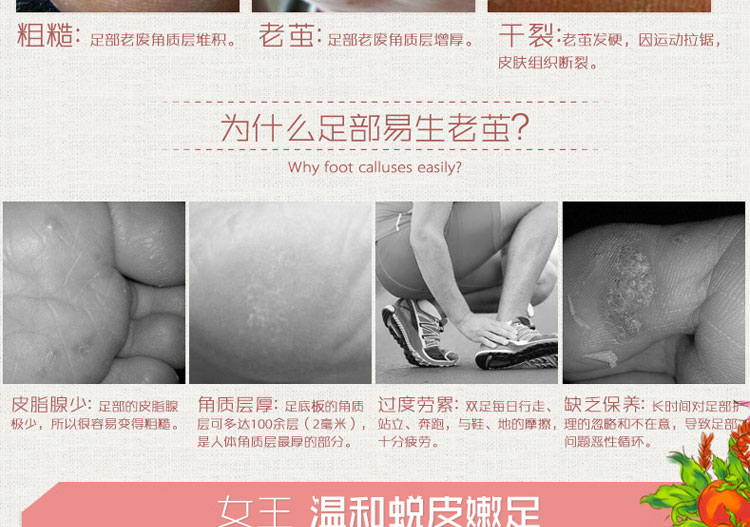 粗糙: 足部老废角质层堆积。
老茧: 足部老废角质层增厚。
干裂:老茧发硬，因运动拉锯，
皮肤组织断裂。
为什么足部易生老茧?
Why foot calluses easily?
皮脂腺少: 足部的皮脂腺
极少，所以很容易变得粗糙。
角质层厚: 足底板的角质
层可多达100余层（2毫米），
是人体角质层最厚的部分。
过度劳累: 双足每日行走、
站立、奔跑，与鞋、地的摩擦，
十分疲劳。
缺乏保养: 长时间对足部护
理的忽略和不在意，导致足部
问题恶性循环。
女王 温和蜕皮嫩足